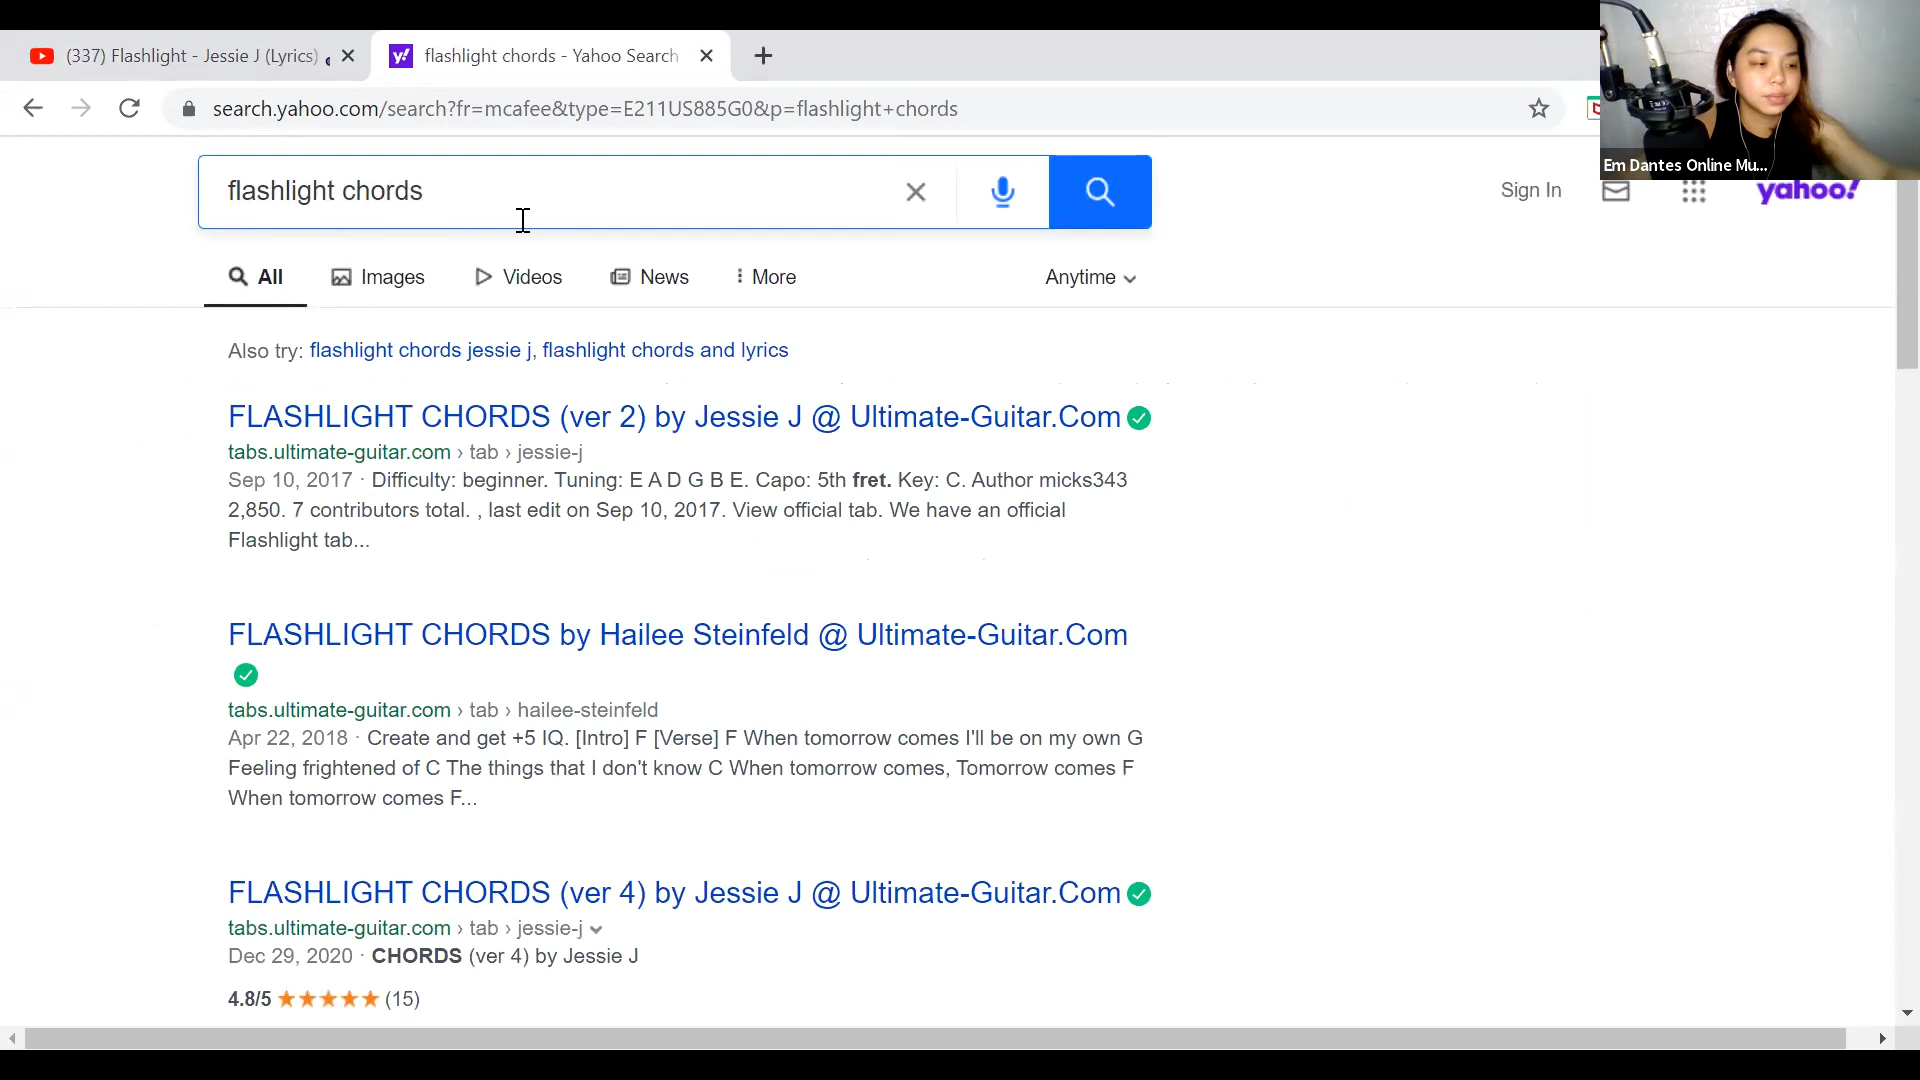 (337) Flashlight - Jessie J (Lyrics)
flashlight chords - Yahoo Search
search.yahoo.com/search?fr=mcafee&type=E211US885G0&p=flashlight+chords
Em Dantes Online Mu...
flashlight chords
Sign In
yahoo!
All
Images
Videos
News
More
Anytime
Also try: flashlight chords jessie j, flashlight chords and lyrics
FLASHLIGHT CHORDS (ver 2) by Jessie J @ Ultimate-Guitar.Com
tabs.ultimate-guitar.com › tab › jessie-j
Sep 10, 2017 · Difficulty: beginner. Tuning: E A D G B E. Capo: 5th fret. Key: C. Author micks343
2,850. 7 contributors total. , last edit on Sep 10, 2017. View official tab. We have an official
Flashlight tab...
FLASHLIGHT CHORDS by Hailee Steinfeld @ Ultimate-Guitar.Com
tabs.ultimate-guitar.com › tab › hailee-steinfeld
Apr 22, 2018 · Create and get +5 IQ. [Intro] F [Verse] F When tomorrow comes I'll be on my own G
Feeling frightened of C The things that I don't know C When tomorrow comes, Tomorrow comes F
When tomorrow comes F...
FLASHLIGHT CHORDS (ver 4) by Jessie J @ Ultimate-Guitar.Com
tabs.ultimate-guitar.com › tab › jessie-j
Dec 29, 2020 · CHORDS (ver 4) by Jessie J
4.8/5 ★★★★★ (15)